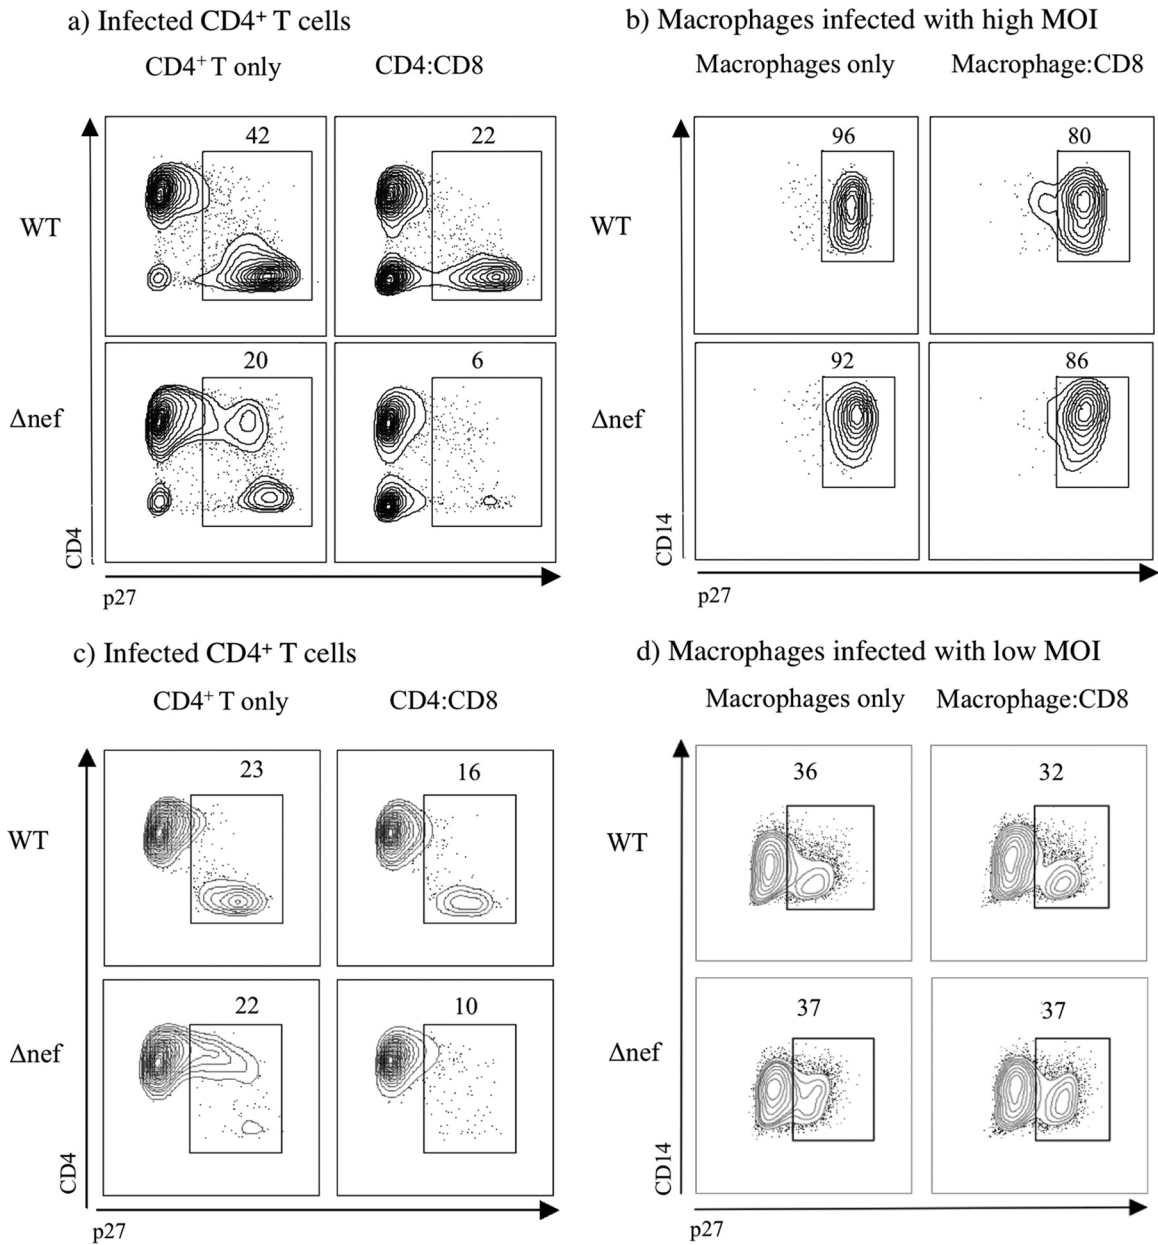 a) Infected CD4⁺ T cells
CD4⁺ T only
CD4:CD8
WT
42
22
Δnef
20
6
CD4
p27
b) Macrophages infected with high MOI
Macrophages only
Macrophage:CD8
WT
96
80
Δnef
92
86
CD14
p27
c) Infected CD4⁺ T cells
CD4⁺ T only
CD4:CD8
WT
23
16
Δnef
22
10
CD4
p27
d) Macrophages infected with low MOI
Macrophages only
Macrophage:CD8
WT
36
32
Δnef
37
37
CD14
p27